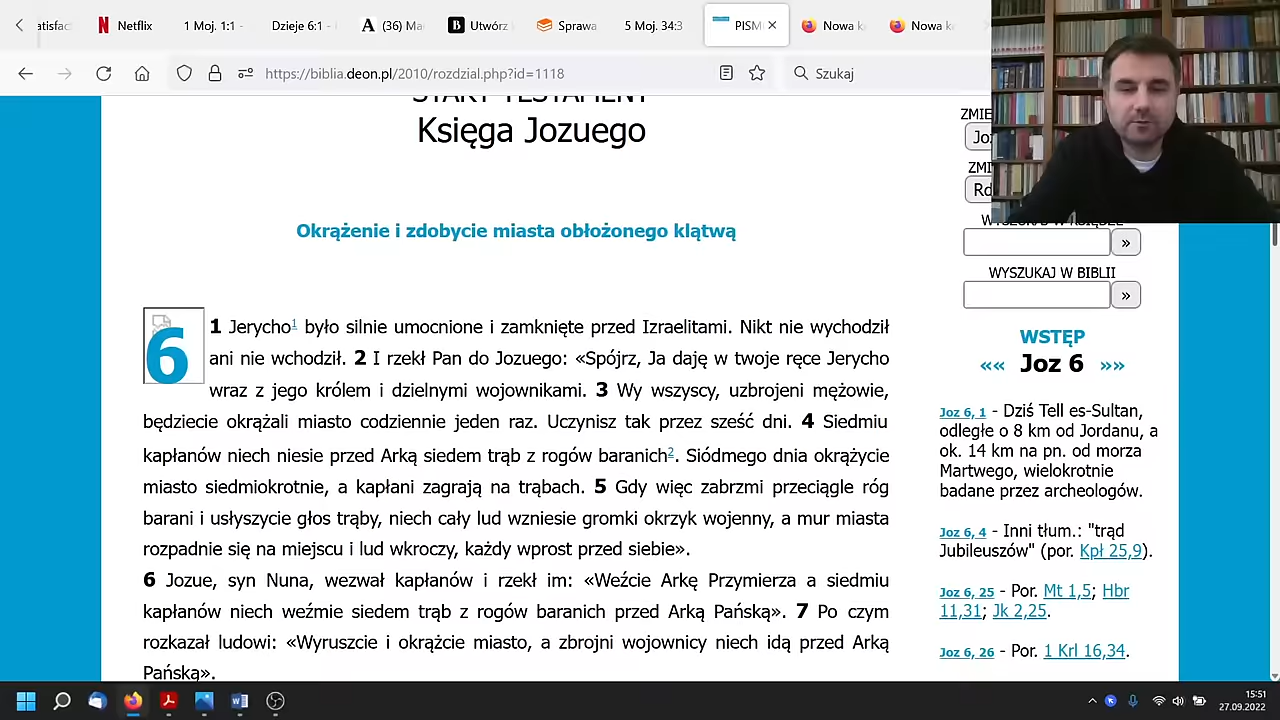 atisfac
Netflix
1 Moj. 1:1 -
Dzieje 6:1 -
(36) Ma
Utwórz
Sprawa
5 Moj. 34:3
PISM
Nowa k
Nowa k
https://biblia.deon.pl/2010/rozdzial.php?id=1118
Szukaj
STARY TESTAMENT
Księga Jozuego
Okrążenie i zdobycie miasta obłożonego klątwą
6
1 Jerycho1 było silnie umocnione i zamknięte przed Izraelitami. Nikt nie wychodził
ani nie wchodził. 2 I rzekł Pan do Jozuego: «Spójrz, Ja daję w twoje ręce Jerycho
wraz z jego królem i dzielnymi wojownikami. 3 Wy wszyscy, uzbrojeni mężowie,
będziecie okrążali miasto codziennie jeden raz. Uczynisz tak przez sześć dni. 4 Siedmiu
kapłanów niech niesie przed Arką siedem trąb z rogów baranich2. Siódmego dnia okrążycie
miasto siedmiokrotnie, a kapłani zagrają na trąbach. 5 Gdy więc zabrzmi przeciągle róg
barani i usłyszycie głos trąby, niech cały lud wzniesie gromki okrzyk wojenny, a mur miasta
rozpadnie się na miejscu i lud wkroczy, każdy wprost przed siebie».
6 Jozue, syn Nuna, wezwał kapłanów i rzekł im: «Weźcie Arkę Przymierza a siedmiu
kapłanów niech weźmie siedem trąb z rogów baranich przed Arką Pańską». 7 Po czym
rozkazał ludowi: «Wyruszcie i okrążcie miasto, a zbrojni wojownicy niech idą przed Arką
Pańską».
ZMIE
Jo
ZMI
Rd
WYSZUKAJ W KSIĘDZE
»
WYSZUKAJ W BIBLII
»
WSTĘP
«« Joz 6 »»
Joz 6, 1 - Dziś Tell es-Sultan,
odległe o 8 km od Jordanu, a
ok. 14 km na pn. od morza
Martwego, wielokrotnie
badane przez archeologów.
Joz 6, 4 - Inni tłum.: "trąd
Jubileuszów" (por. Kpł 25,9).
Joz 6, 25 - Por. Mt 1,5; Hbr
11,31; Jk 2,25.
Joz 6, 26 - Por. 1 Krl 16,34.
15:51
27.09.2022